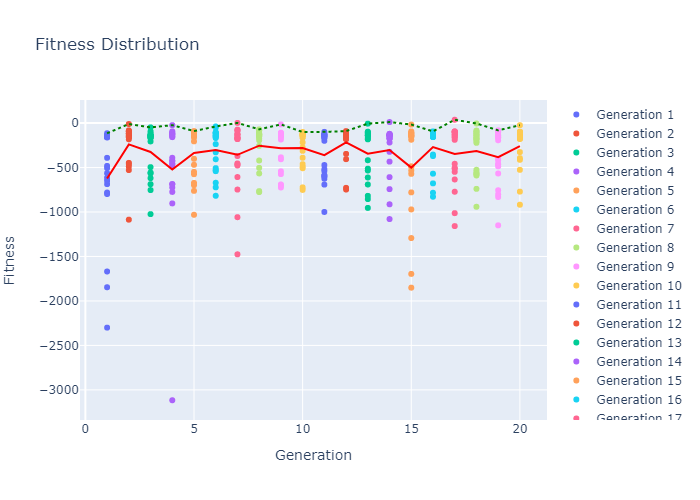 Fitness Distribution
Fitness
0
−500
−1000
−1500
−2000
−2500
−3000
0
5
10
15
20
Generation
Generation 1
Generation 2
Generation 3
Generation 4
Generation 5
Generation 6
Generation 7
Generation 8
Generation 9
Generation 10
Generation 11
Generation 12
Generation 13
Generation 14
Generation 15
Generation 16
Generation 17